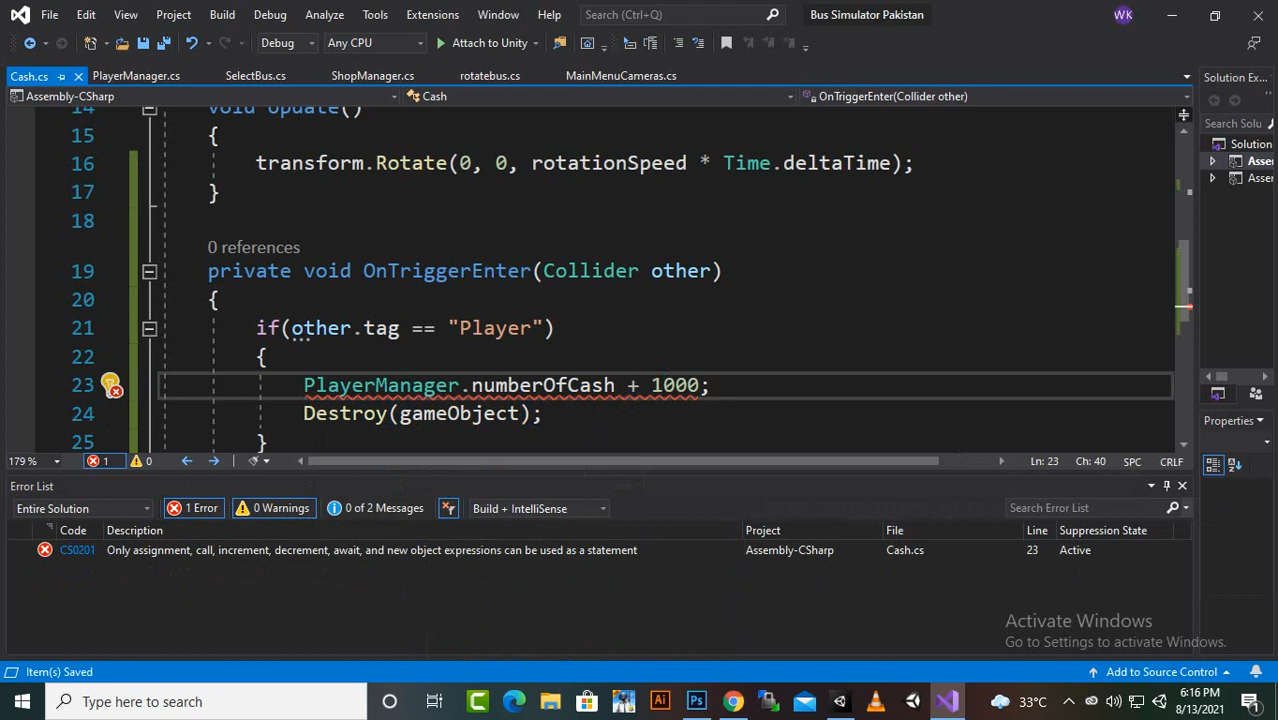 File Edit View Project Build Debug Analyze Tools Extensions Window Help Search (Ctrl+Q) Bus Simulator Pakistan WK
Debug Any CPU Attach to Unity
Cash.cs PlayerManager.cs SelectBus.cs ShopManager.cs rotatebus.cs MainMenuCameras.cs Solution Ex...
Assembly-CSharp Cash OnTriggerEnter(Collider other)
14 void Update()
15 {
16 transform.Rotate(0, 0, rotationSpeed * Time.deltaTime);
17 }
18
0 references
19 private void OnTriggerEnter(Collider other)
20 {
21 if(other.tag == "Player")
22 {
23 PlayerManager.numberOfCash + 1000;
24 Destroy(gameObject);
25 }
Search Solu
Solution
Asse
Asse
Properties
179 % 1 0 Ln: 23 Ch: 40 SPC CRLF
Error List
Entire Solution 1 Error 0 Warnings 0 of 2 Messages Build + IntelliSense Search Error List
Code Description Project File Line Suppression State
CS0201 Only assignment, call, increment, decrement, await, and new object expressions can be used as a statement Assembly-CSharp Cash.cs 23 Active
Activate Windows
Go to Settings to activate Windows.
Item(s) Saved Add to Source Control
Type here to search Ai Ps 33°C 6:16 PM
8/13/2021